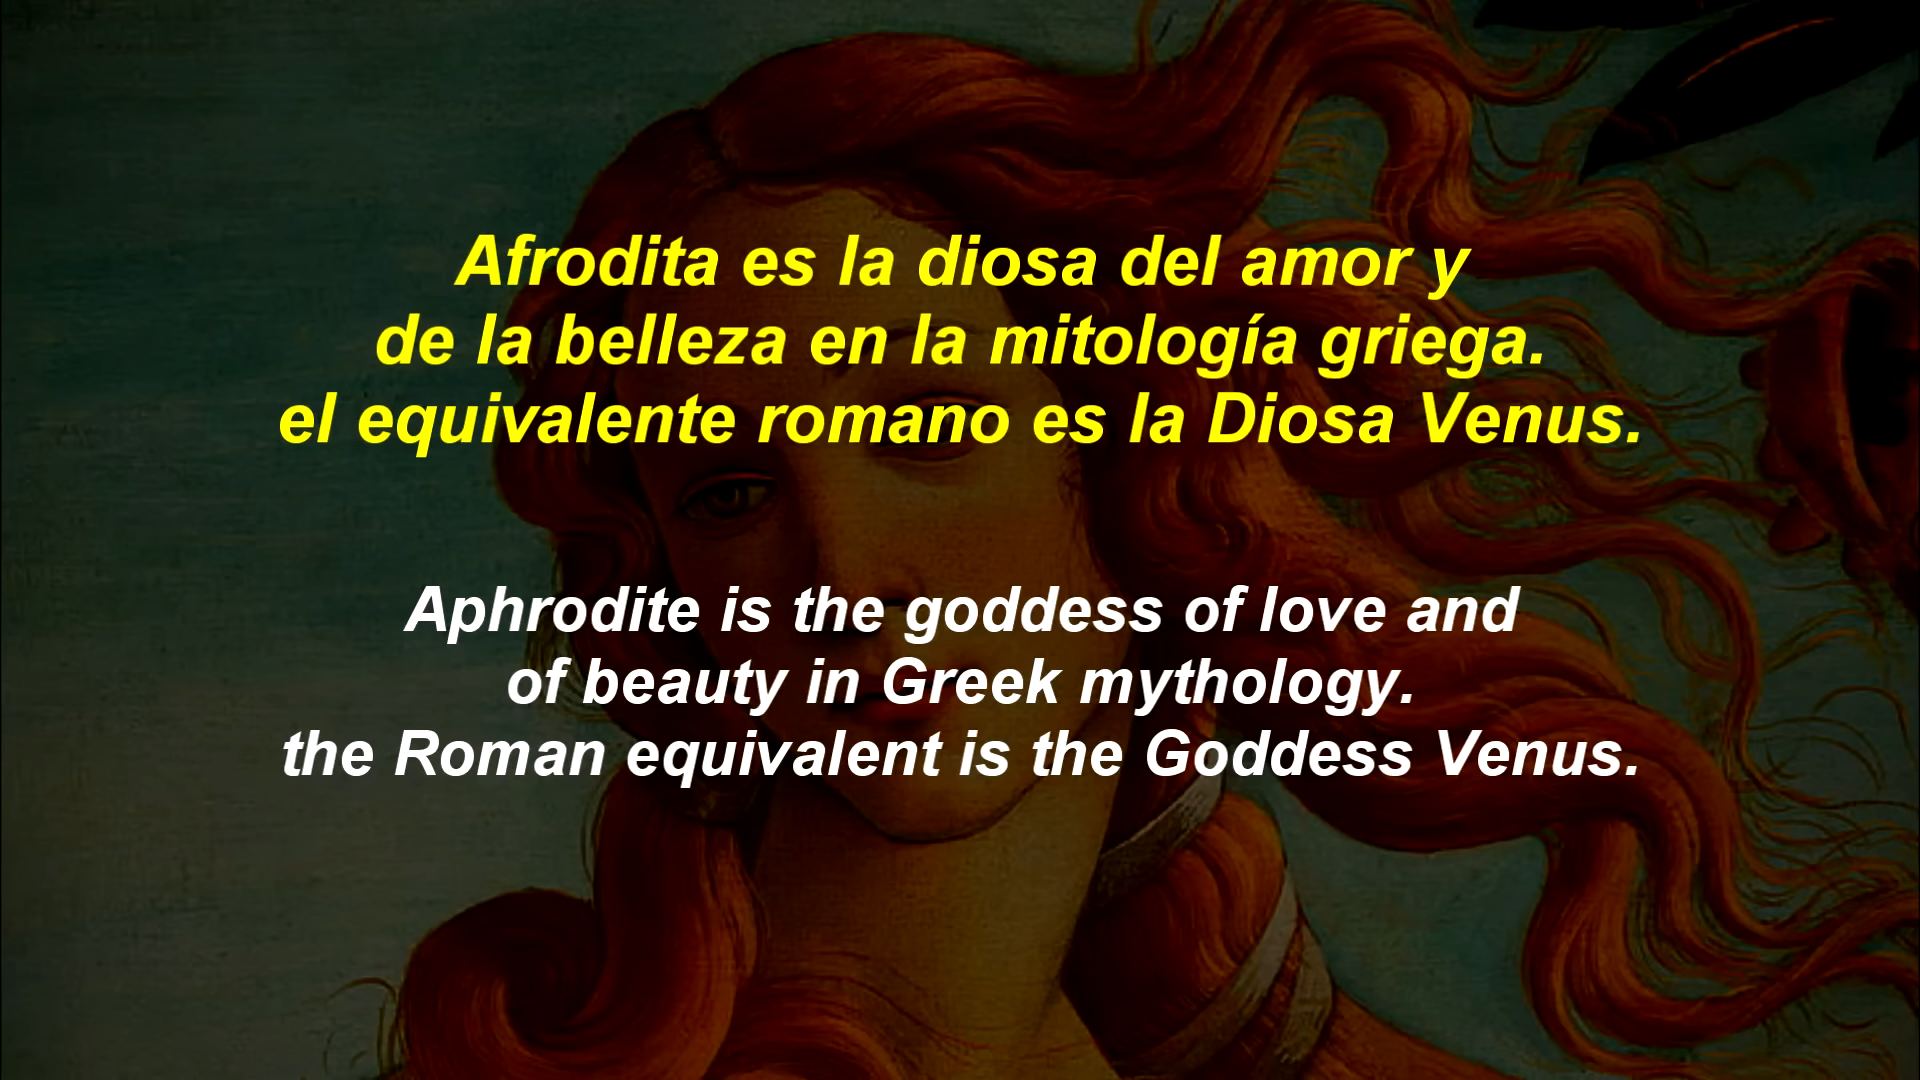 Afrodita es la diosa del amor y
de la belleza en la mitología griega.
el equivalente romano es la Diosa Venus.
Aphrodite is the goddess of love and
of beauty in Greek mythology.
the Roman equivalent is the Goddess Venus.